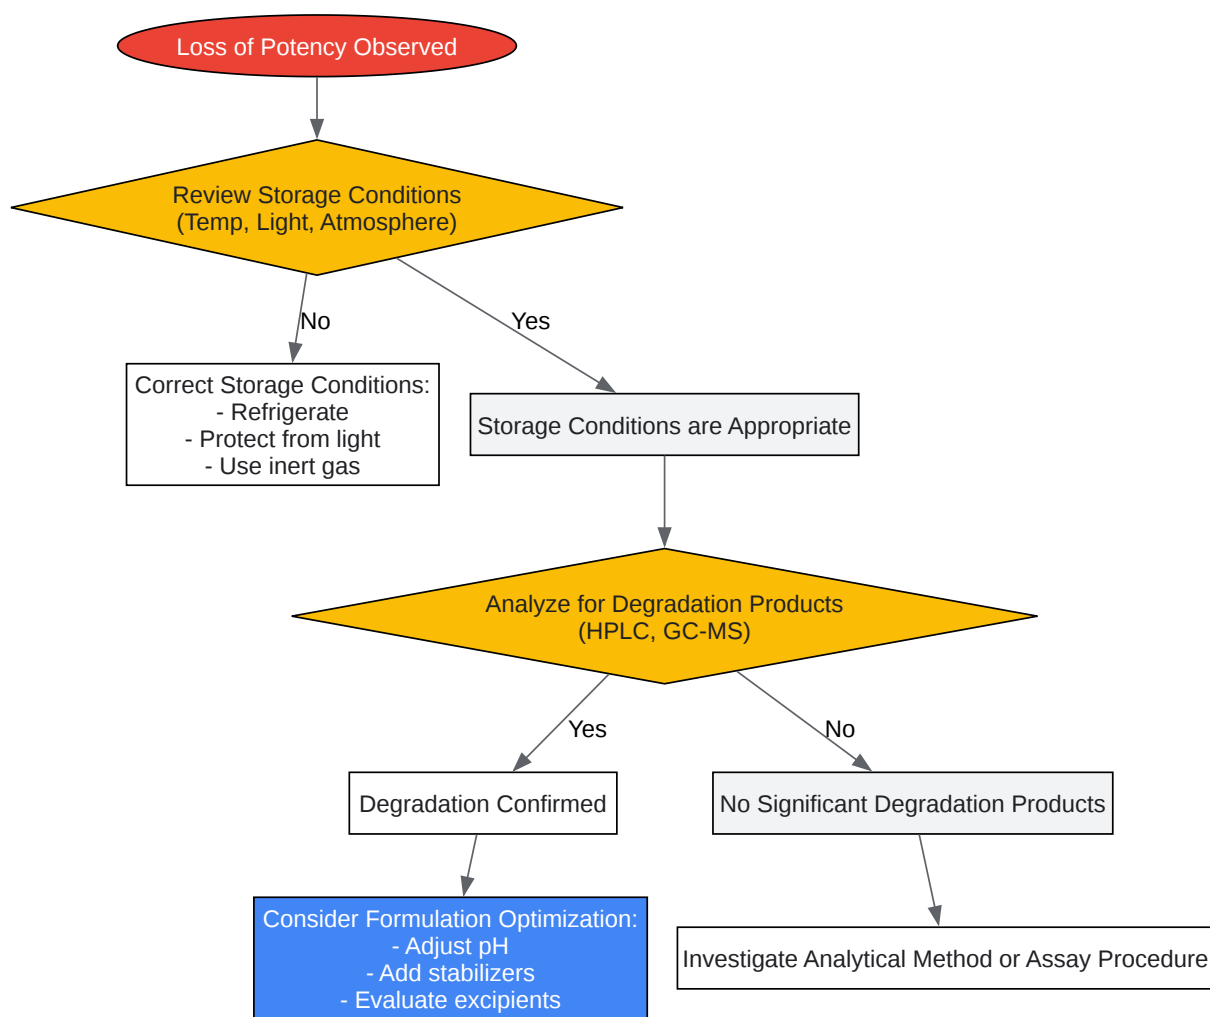 Loss of Potency Observed
Review Storage Conditions
(Temp, Light, Atmosphere)
No
Yes
Correct Storage Conditions:
- Refrigerate
- Protect from light
- Use inert gas
Storage Conditions are Appropriate
Analyze for Degradation Products
(HPLC, GC-MS)
Yes
No
Degradation Confirmed
No Significant Degradation Products
Consider Formulation Optimization:
- Adjust pH
- Add stabilizers
- Evaluate excipients
Investigate Analytical Method or Assay Procedure